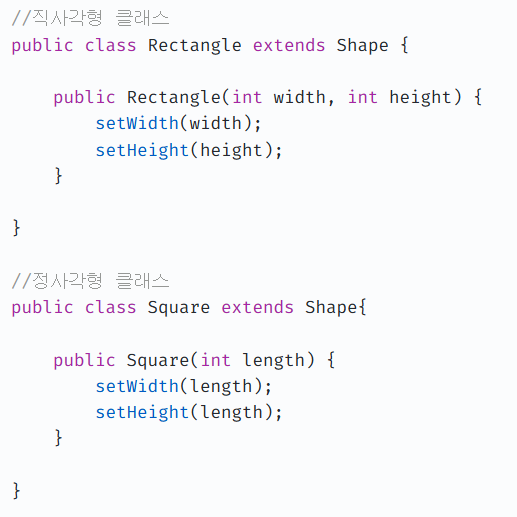 //직사각형 클래스
public class Rectangle extends Shape {
public Rectangle(int width, int height) {
setWidth(width);
setHeight(height);
}
}
//정사각형 클래스
public class Square extends Shape{
public Square(int length) {
setWidth(length);
setHeight(length);
}
}